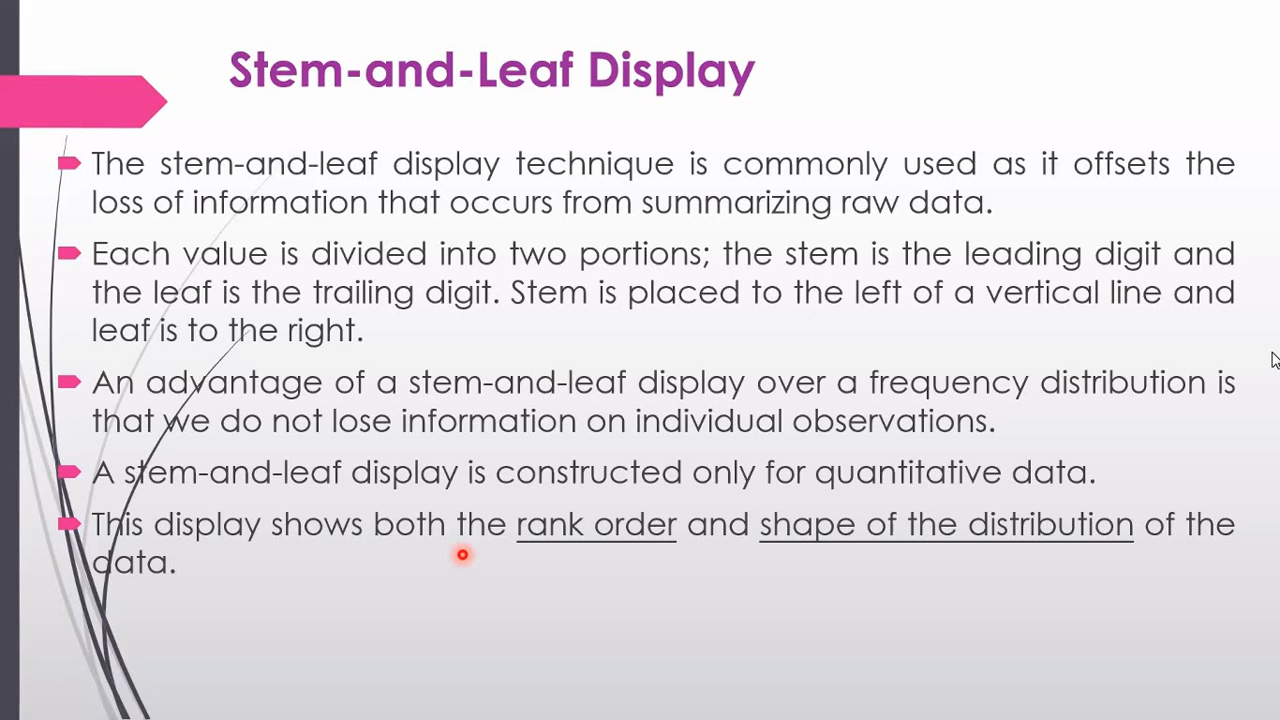 Stem-and-Leaf Display
The stem-and-leaf display technique is commonly used as it offsets the
loss of information that occurs from summarizing raw data.
Each value is divided into two portions; the stem is the leading digit and
the leaf is the trailing digit. Stem is placed to the left of a vertical line and
leaf is to the right.
An advantage of a stem-and-leaf display over a frequency distribution is
that we do not lose information on individual observations.
A stem-and-leaf display is constructed only for quantitative data.
This display shows both the rank order and shape of the distribution of the
data.